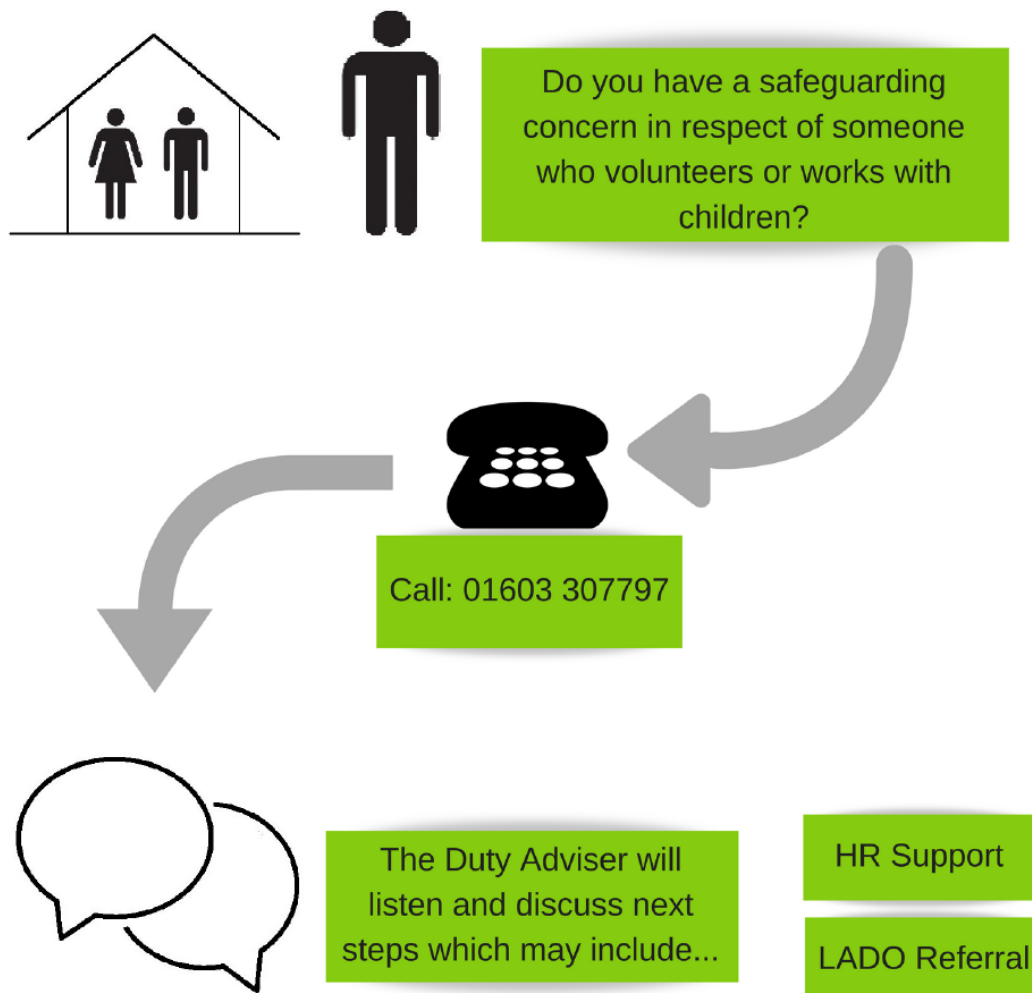 Do you have a safeguarding
concern in respect of someone
who volunteers or works with
children?
Call: 01603 307797
The Duty Adviser will
listen and discuss next
steps which may include...
HR Support
LADO Referral